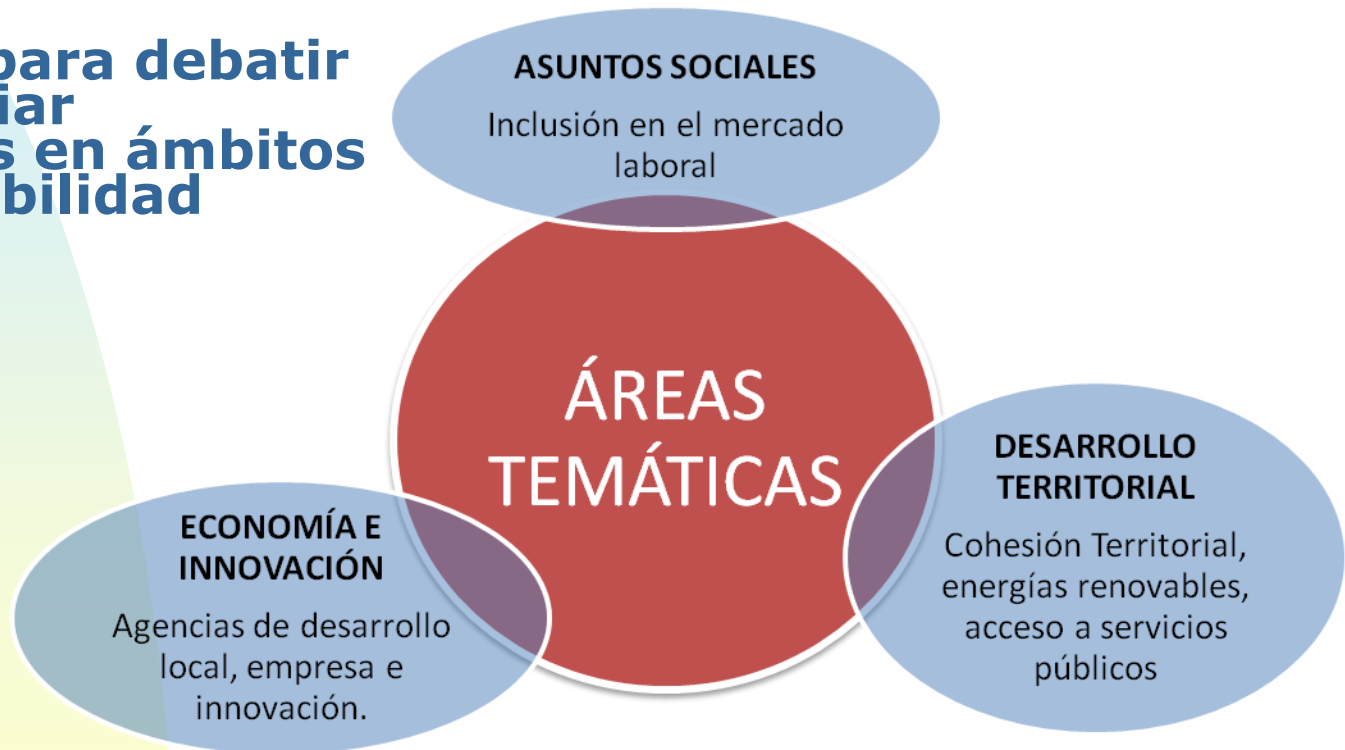 para debatir
iar
s en ámbitos
bilidad
ASUNTOS SOCIALES
Inclusión en el mercado
laboral
ÁREAS
TEMÁTICAS
DESARROLLO
TERRITORIAL
Cohesión Territorial,
energías renovables,
acceso a servicios
públicos
ECONOMÍA E
INNOVACIÓN
Agencias de desarrollo
local, empresa e
innovación.